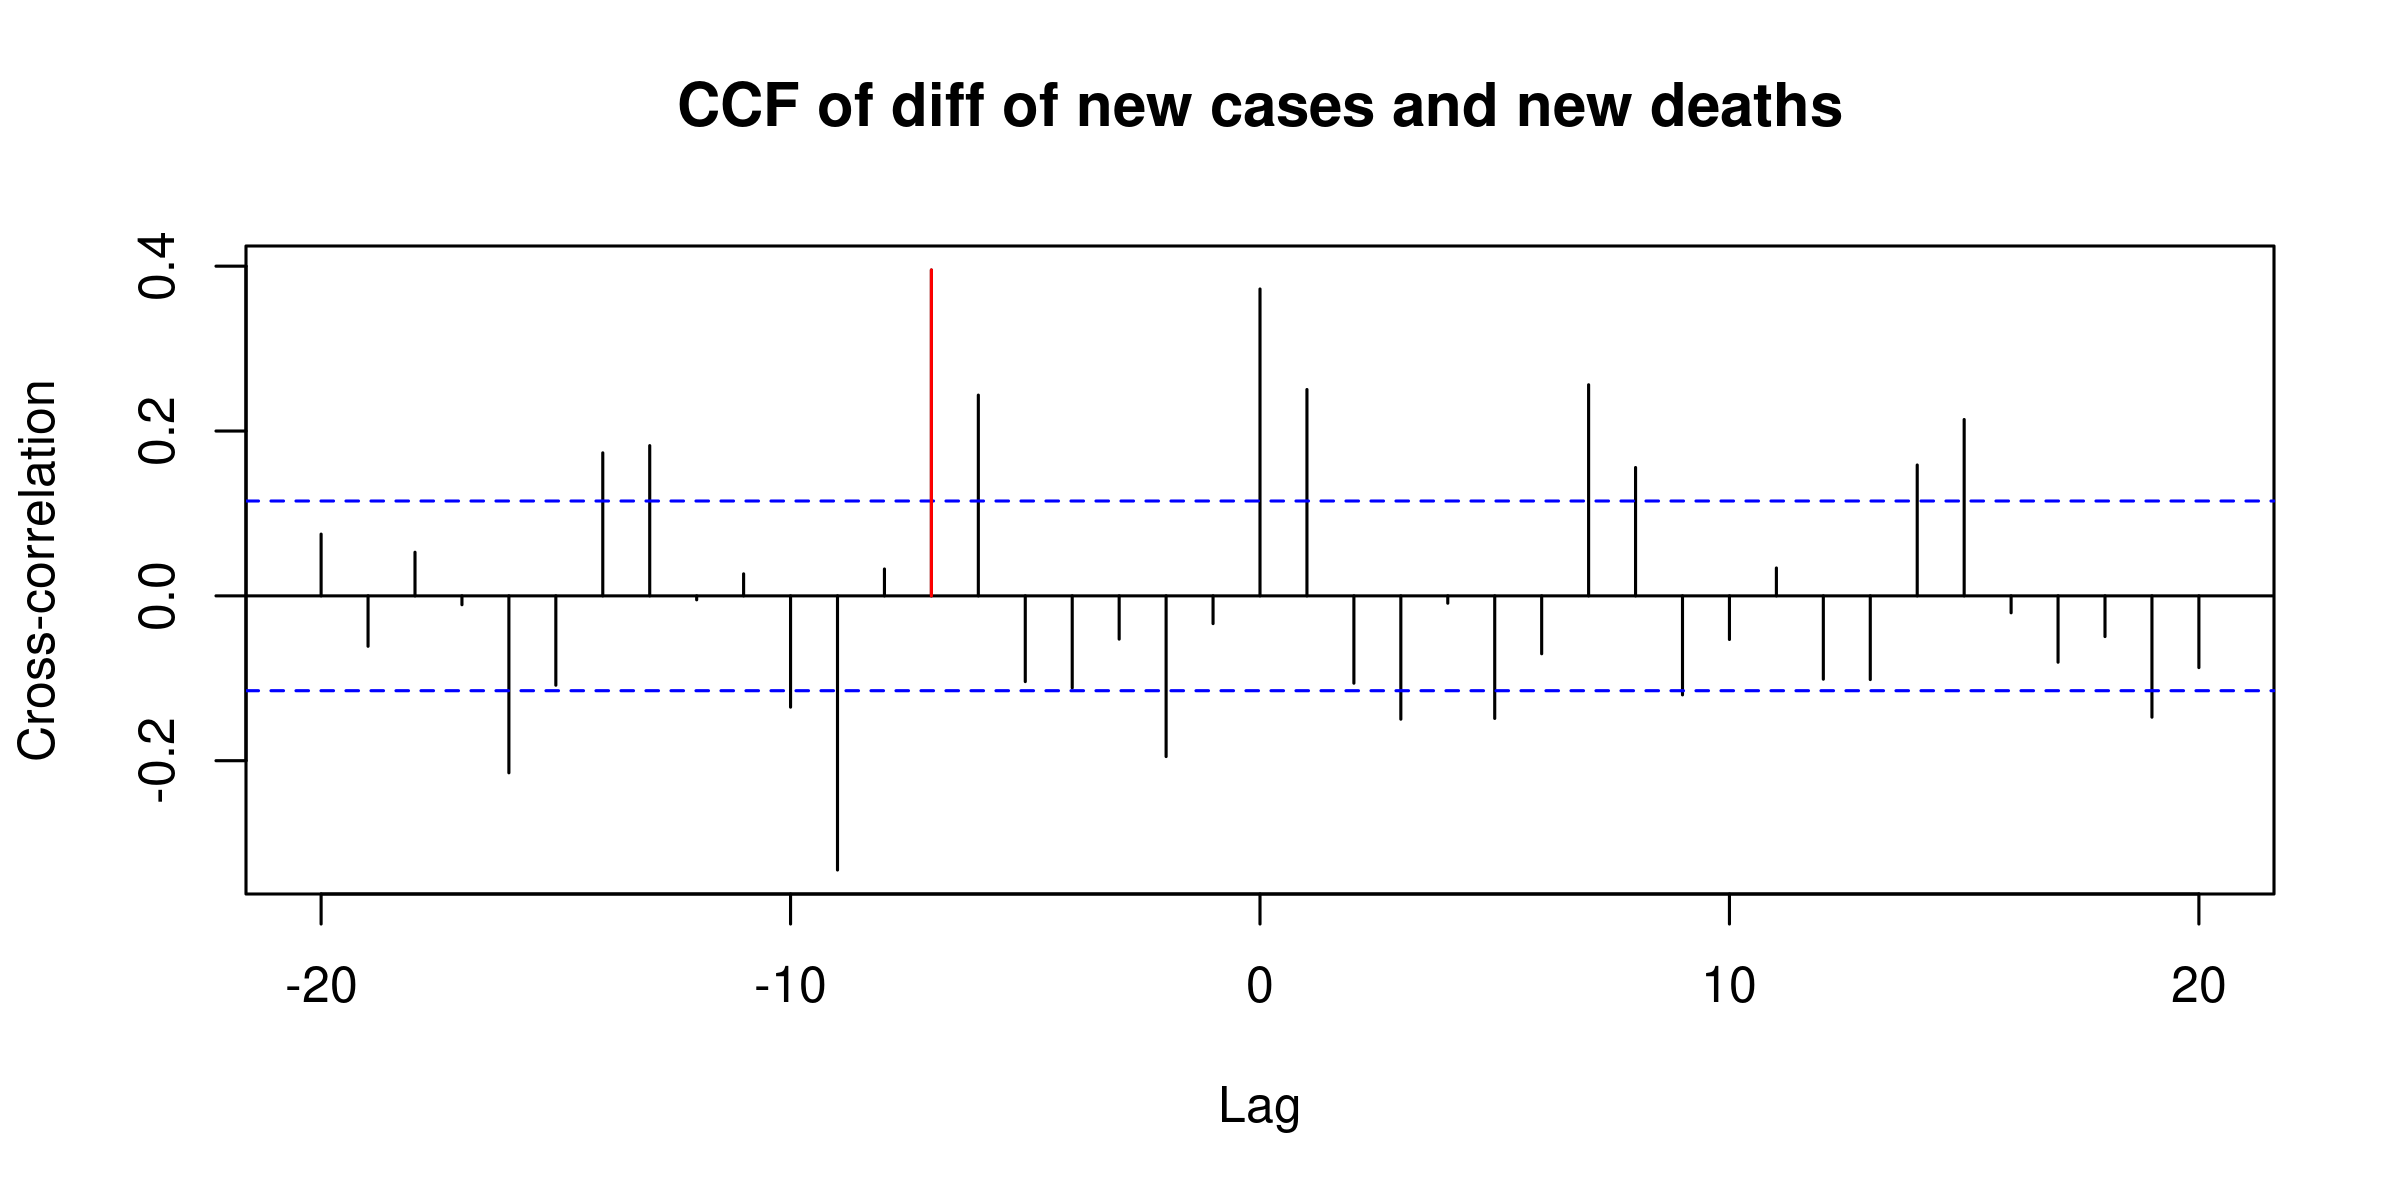 CCF of diff of new cases and new deaths
Cross-correlation
0.4
0.2
0.0
-0.2
-20 -10 0 10 20
Lag